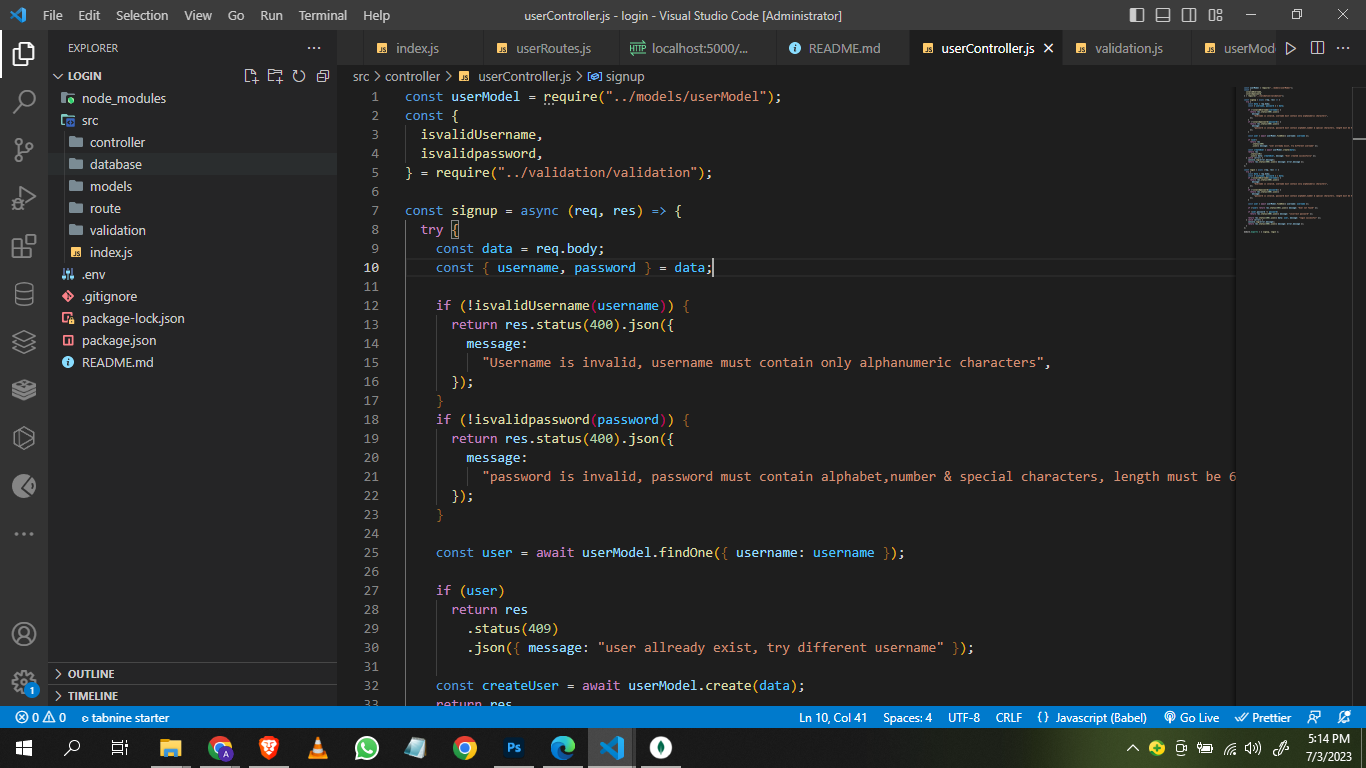 File Edit Selection View Go Run Terminal Help
userController.js - login - Visual Studio Code [Administrator]
EXPLORER
LOGIN
node_modules
src
controller
database
models
route
validation
index.js
.env
.gitignore
package-lock.json
package.json
README.md
OUTLINE
TIMELINE
index.js userRoutes.js localhost:5000/... README.md userController.js validation.js userMode
src > controller > userController.js > signup
1 const userModel = require("../models/userModel");
2 const {
3 isvalidUsername,
4 isvalidpassword,
5 } = require("../validation/validation");
6
7 const signup = async (req, res) => {
8 try {
9 const data = req.body;
10 const { username, password } = data;
11
12 if (!isvalidUsername(username)) {
13 return res.status(400).json({
14 message:
15 "Username is invalid, username must contain only alphanumeric characters",
16 });
17 }
18 if (!isvalidpassword(password)) {
19 return res.status(400).json({
20 message:
21 "password is invalid, password must contain alphabet,number & special characters, length must be 6
22 });
23 }
24
25 const user = await userModel.findOne({ username: username });
26
27 if (user)
28 return res
29 .status(409)
30 .json({ message: "user allready exist, try different username" });
31
32 const createUser = await userModel.create(data);
33 return res
0 0 tabnine starter
Ln 10, Col 41 Spaces: 4 UTF-8 CRLF {} Javascript (Babel) Go Live Prettier
5:14 PM
7/3/2023